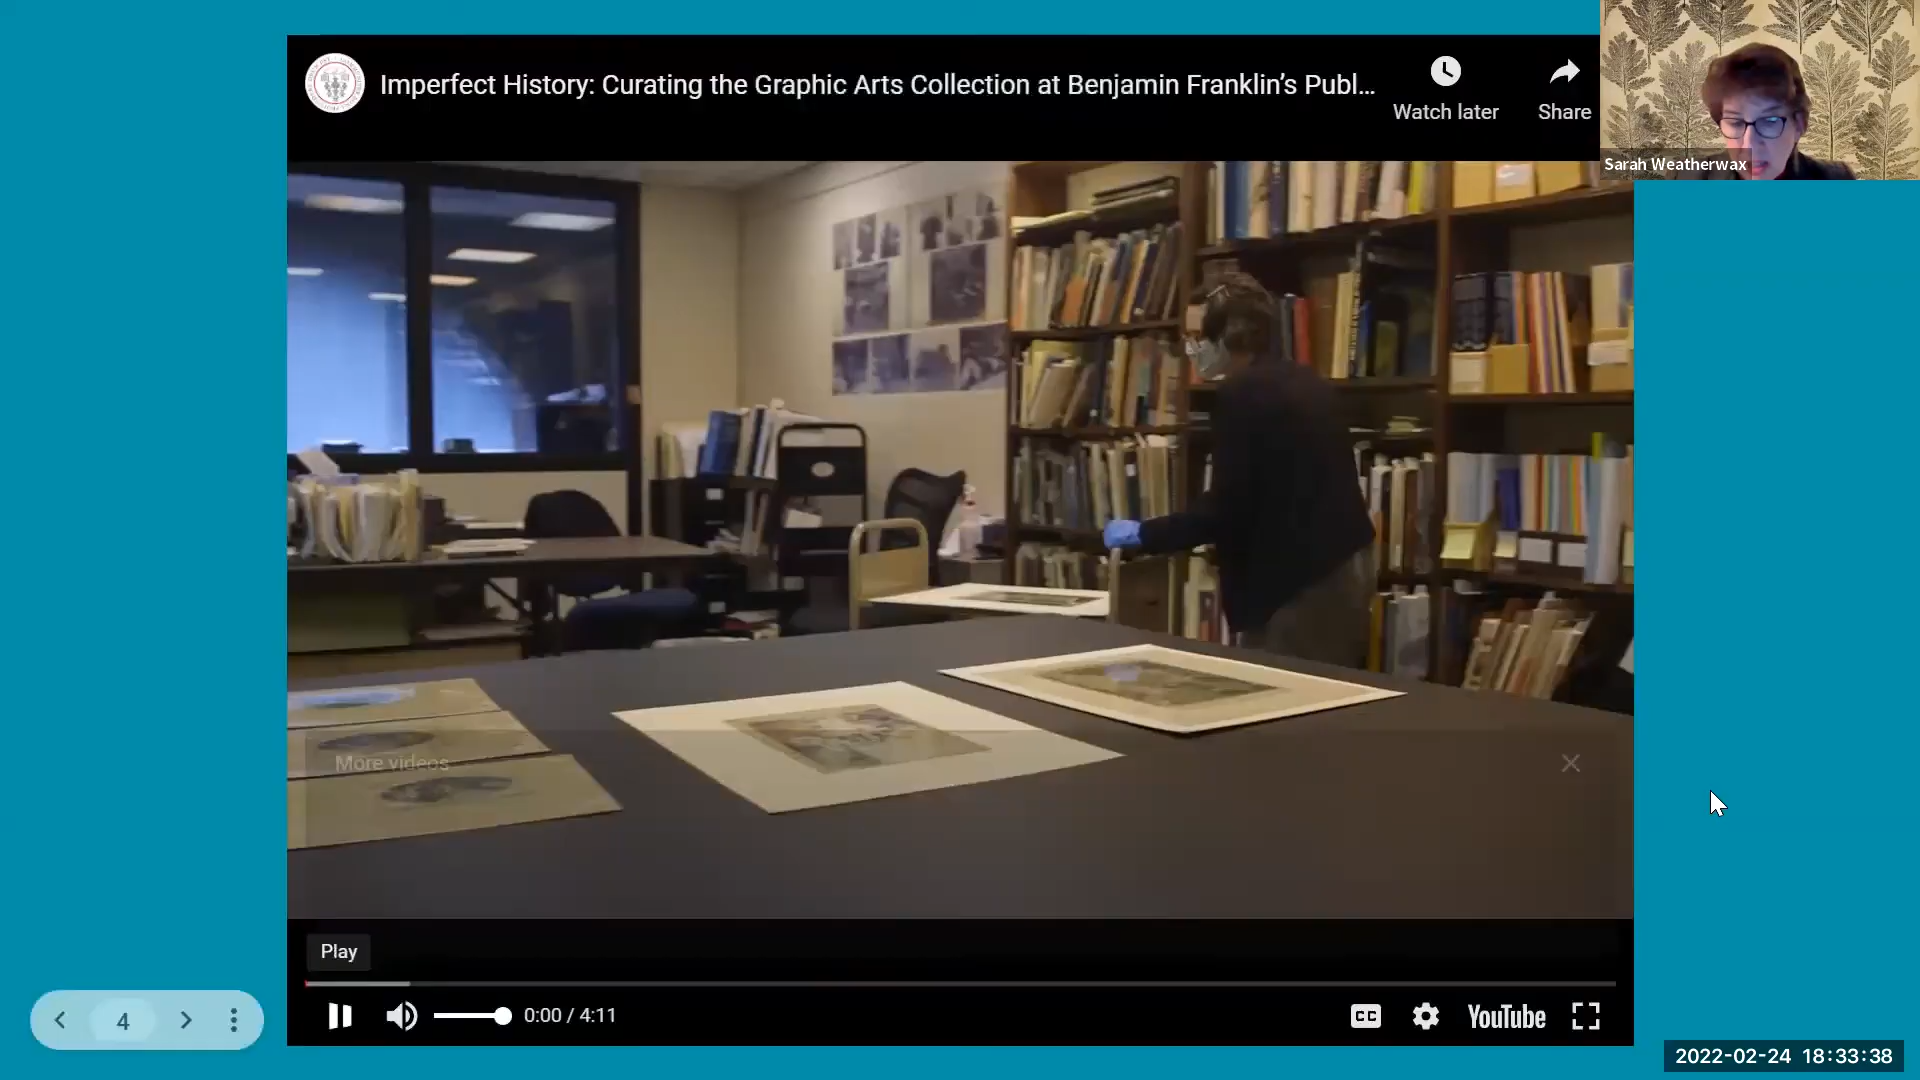 Imperfect History: Curating the Graphic Arts Collection at Benjamin Franklin’s Publ...
Watch later
Share
Sarah Weatherwax
More videos
Play
0:00 / 4:11
CC
YouTube
4
2022-02-24 18:33:38